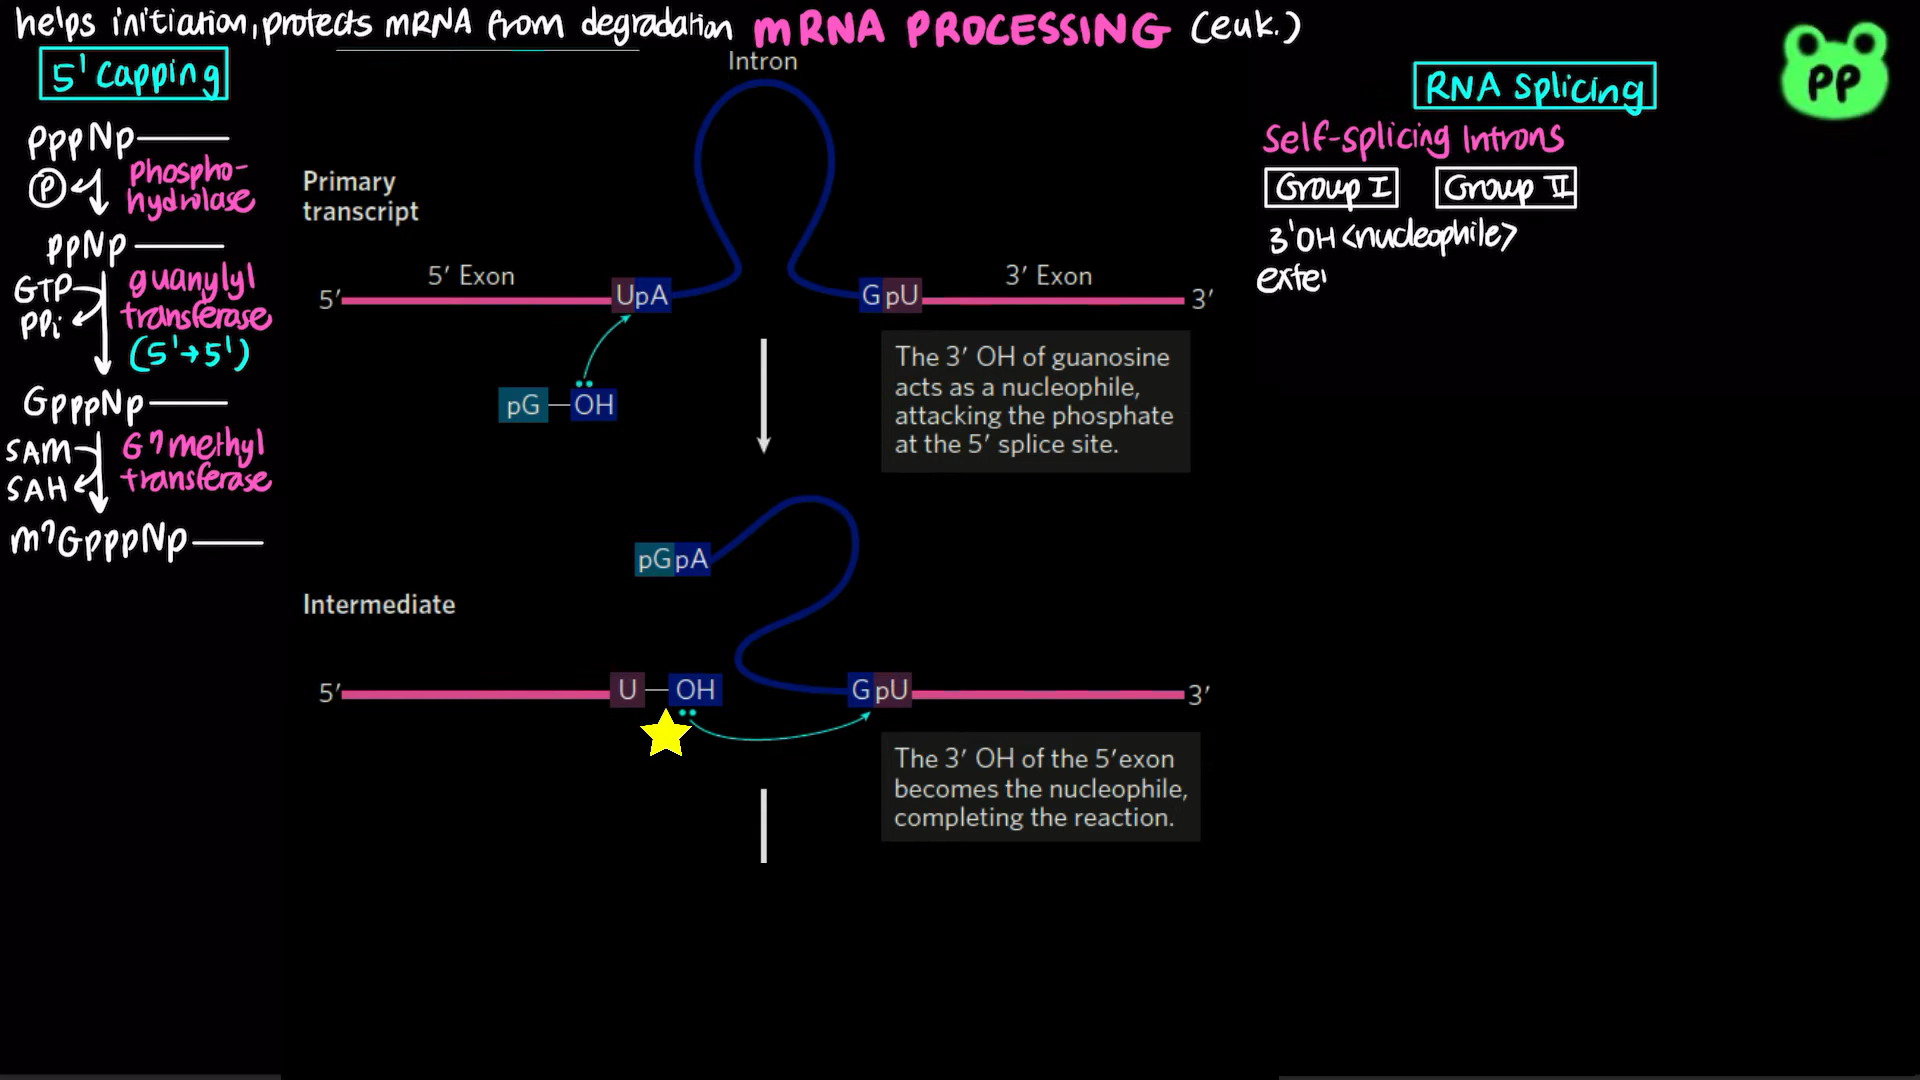 helps initiation, protects mRNA from degradation
mRNA PROCESSING (euk.)
5' Capping
pppNp
P
Phospho-
hydrolase
ppNp
GTP
PPi
guanylyl
transferase
(5'→5')
GpppNp
SAM
SAH
G7methyl
transferase
m7GpppNp
Intron
Primary
transcript
5′ Exon
3′ Exon
5′
UpA
GpU
3′
pG
OH
The 3′ OH of guanosine
acts as a nucleophile,
attacking the phosphate
at the 5′ splice site.
pGpA
Intermediate
5′
U
OH
GpU
3′
The 3′ OH of the 5′exon
becomes the nucleophile,
completing the reaction.
RNA Splicing
Self-splicing Introns
Group I
Group II
3'OH <nucleophile>
exte
PP